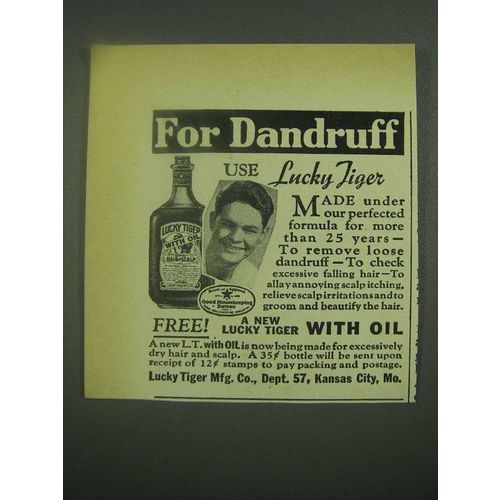 For Dandruff
USE Lucky Tiger
LUCKY TIGER
WITH OIL
HAIR & SCALP
MADE under
our perfected
formula for more
than 25 years—
To remove loose
dandruff—To check
excessive falling hair—To
allay annoying scalp itching,
relieve scalp irritations and to
groom and beautify the hair.
Good Housekeeping
Bureau
FREE! A NEW
LUCKY TIGER WITH OIL
A new L.T. with OIL is now being made for excessively
dry hair and scalp. A 35¢ bottle will be sent upon
receipt of 12¢ stamps to pay packing and postage.
Lucky Tiger Mfg. Co., Dept. 57, Kansas City, Mo.